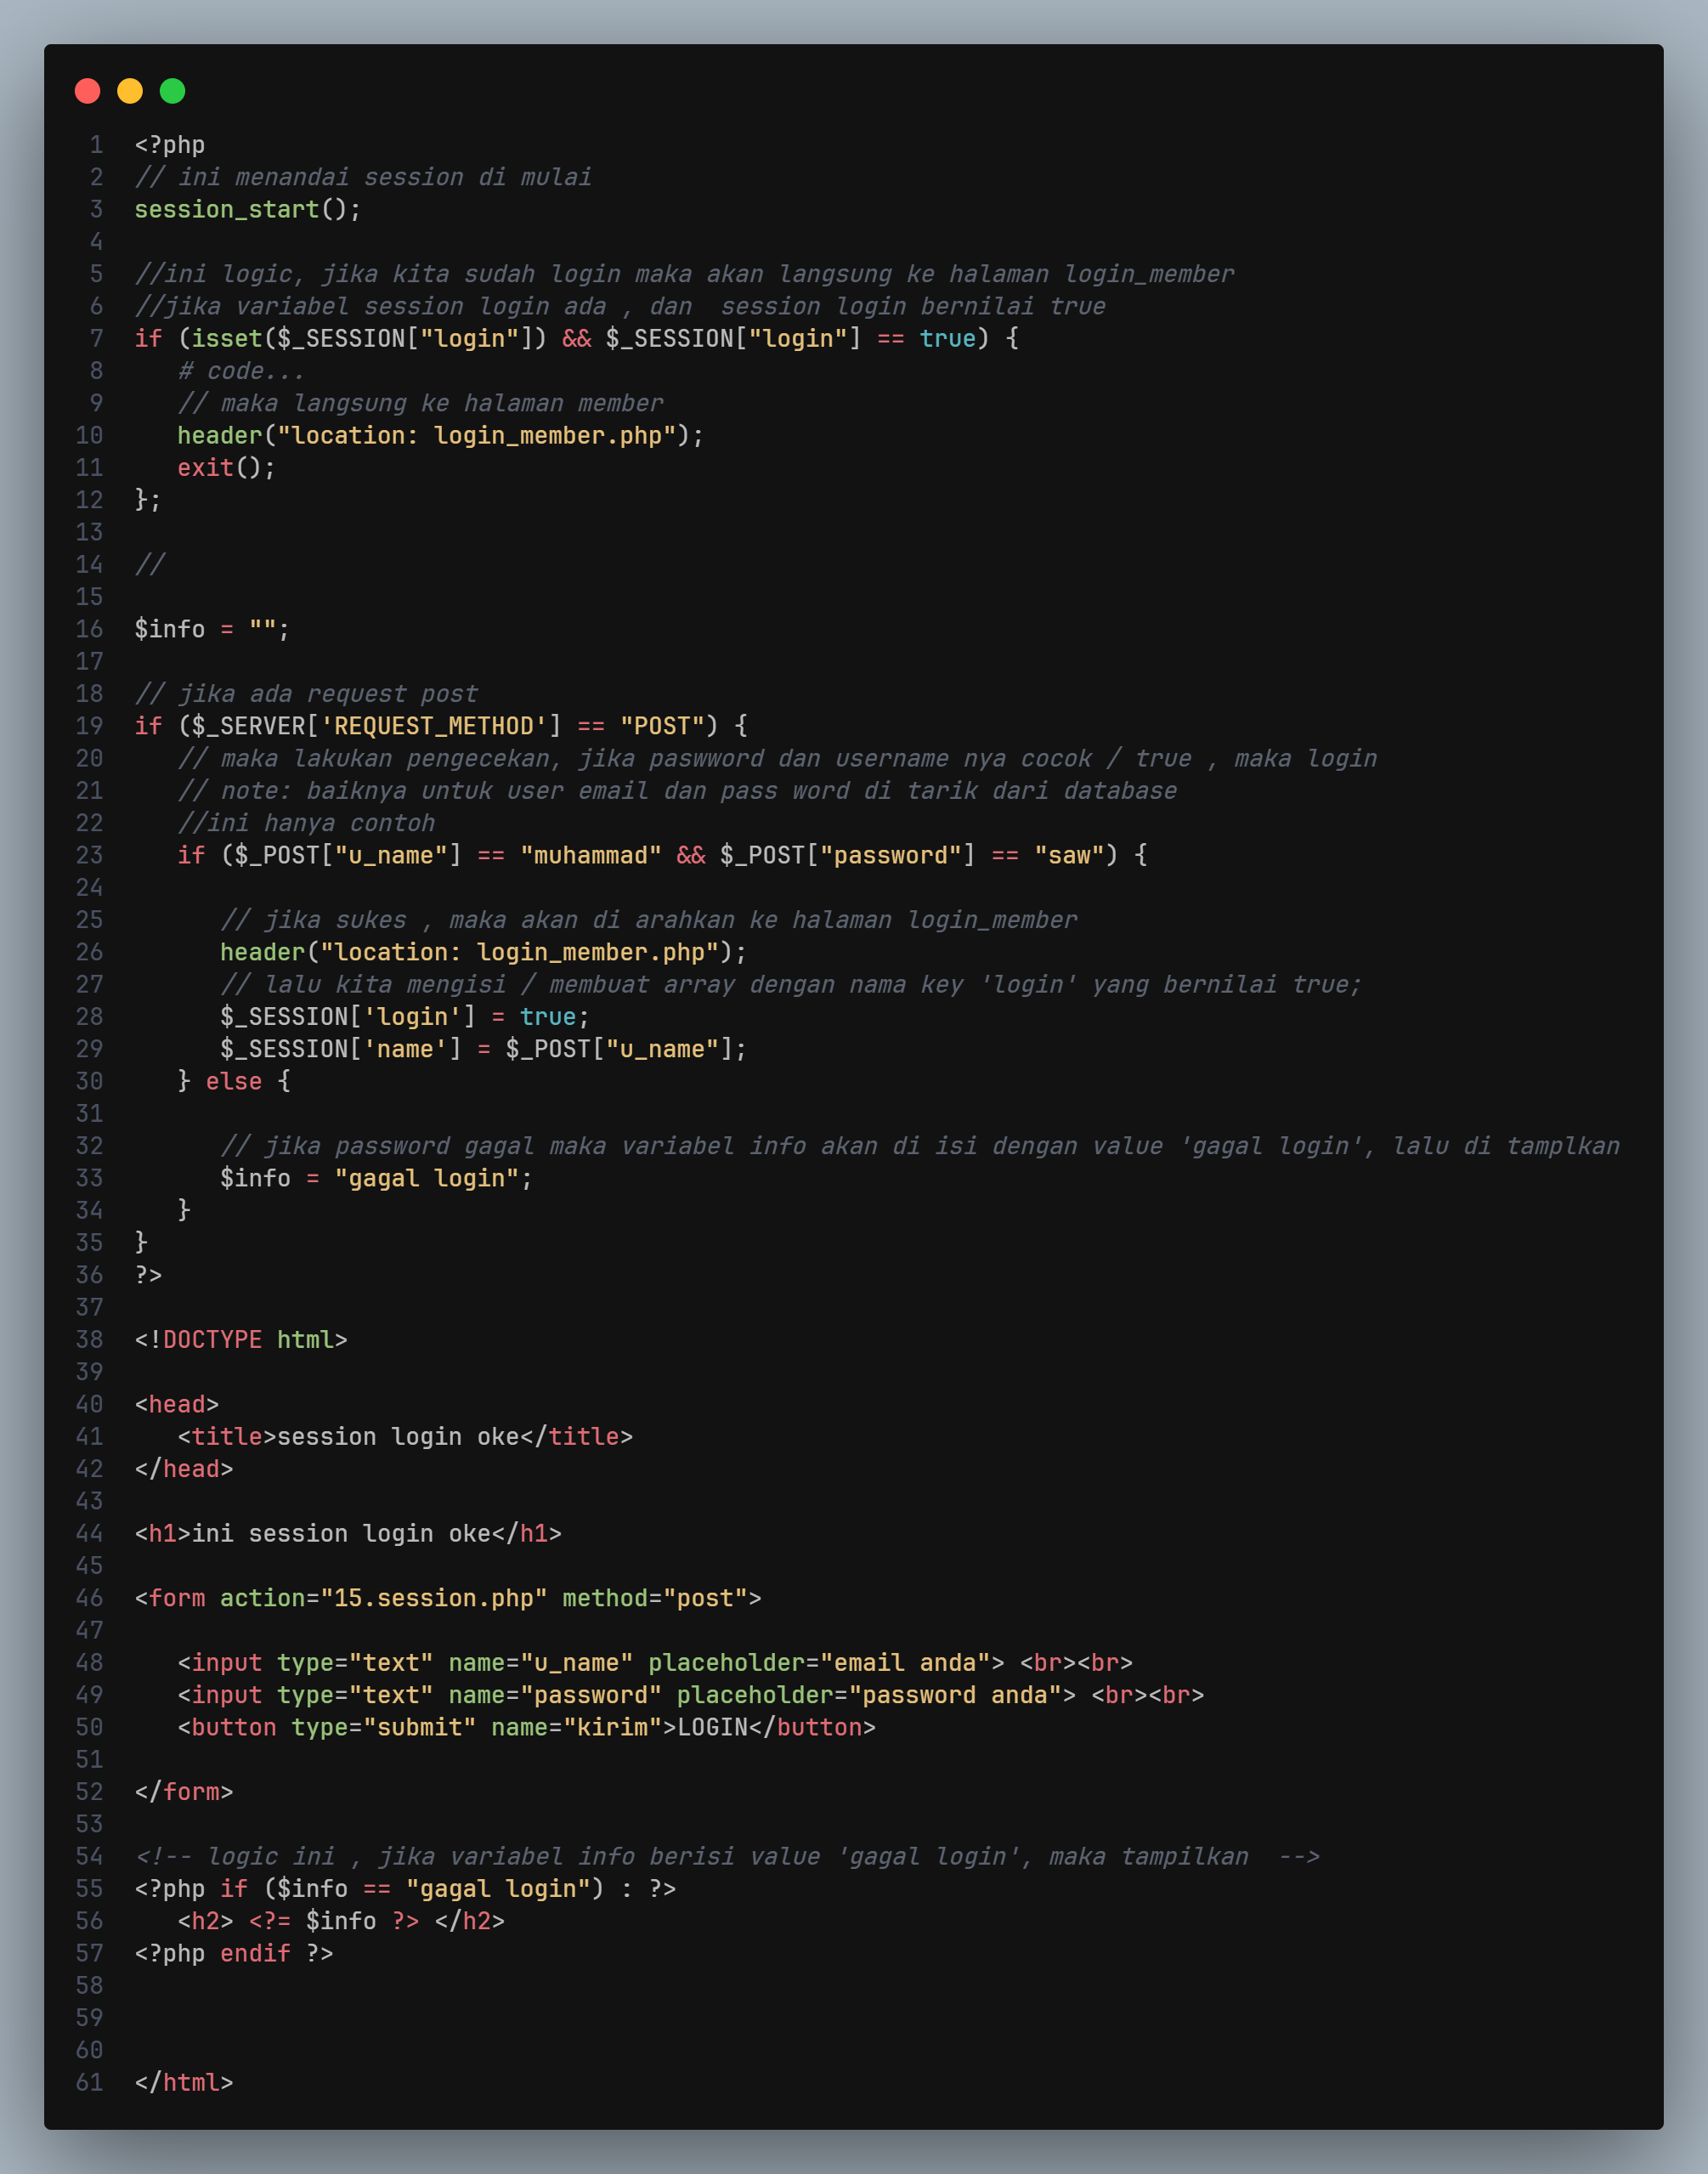 1 <?php
2 // ini menandai session di mulai
3 session_start();
4
5 //ini logic, jika kita sudah login maka akan langsung ke halaman login_member
6 //jika variabel session login ada , dan  session login bernilai true
7 if (isset($_SESSION["login"]) && $_SESSION["login"] == true) {
8    # code...
9    // maka langsung ke halaman member
10    header("location: login_member.php");
11    exit();
12 };
13
14 //
15
16 $info = "";
17
18 // jika ada request post
19 if ($_SERVER['REQUEST_METHOD'] == "POST") {
20    // maka lakukan pengecekan, jika paswword dan username nya cocok / true , maka login
21    // note: baiknya untuk user email dan pass word di tarik dari database
22    //ini hanya contoh
23    if ($_POST["u_name"] == "muhammad" && $_POST["password"] == "saw") {
24
25       // jika sukes , maka akan di arahkan ke halaman login_member
26       header("location: login_member.php");
27       // lalu kita mengisi / membuat array dengan nama key 'login' yang bernilai true;
28       $_SESSION['login'] = true;
29       $_SESSION['name'] = $_POST["u_name"];
30    } else {
31
32       // jika password gagal maka variabel info akan di isi dengan value 'gagal login', lalu di tamplkan
33       $info = "gagal login";
34    }
35 }
36 ?>
37
38 <!DOCTYPE html>
39
40 <head>
41    <title>session login oke</title>
42 </head>
43
44 <h1>ini session login oke</h1>
45
46 <form action="15.session.php" method="post">
47
48    <input type="text" name="u_name" placeholder="email anda"> <br><br>
49    <input type="text" name="password" placeholder="password anda"> <br><br>
50    <button type="submit" name="kirim">LOGIN</button>
51
52 </form>
53
54 <!-- logic ini , jika variabel info berisi value 'gagal login', maka tampilkan  -->
55 <?php if ($info == "gagal login") : ?>
56    <h2> <?= $info ?> </h2>
57 <?php endif ?>
58
59
60
61 </html>